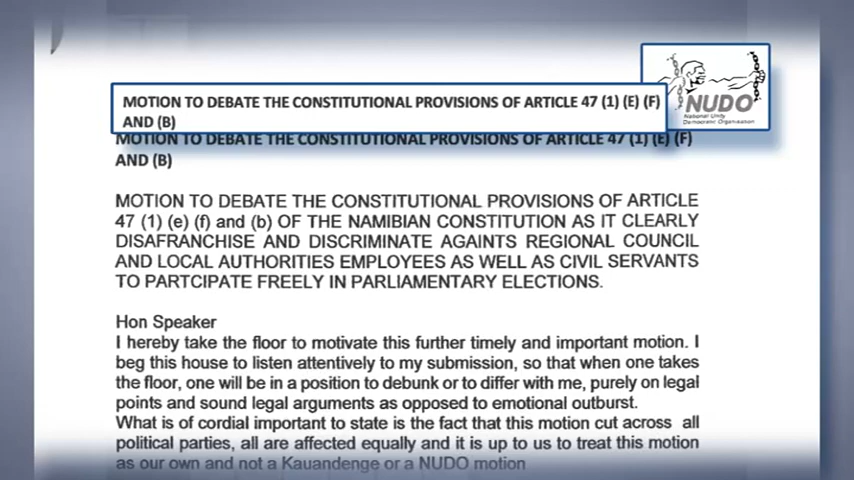 MOTION TO DEBATE THE CONSTITUTIONAL PROVISIONS OF ARTICLE 47 (1) (E) (F)
AND (B)
NUDO
National Unity
Democratic Organisation
MOTION TO DEBATE THE CONSTITUTIONAL PROVISIONS OF ARTICLE 47 (1) (E) (F)
AND (B)
MOTION TO DEBATE THE CONSTITUTIONAL PROVISIONS OF ARTICLE
47 (1) (e) (f) and (b) OF THE NAMIBIAN CONSTITUTION AS IT CLEARLY
DISAFRANCHISE AND DISCRIMINATE AGAINTS REGIONAL COUNCIL
AND LOCAL AUTHORITIES EMPLOYEES AS WELL AS CIVIL SERVANTS
TO PARTCIPATE FREELY IN PARLIAMENTARY ELECTIONS.
Hon Speaker
I hereby take the floor to motivate this further timely and important motion. I
beg this house to listen attentively to my submission, so that when one takes
the floor, one will be in a position to debunk or to differ with me, purely on legal
points and sound legal arguments as opposed to emotional outburst.
What is of cordial important to state is the fact that this motion cut across all
political parties, all are affected equally and it is up to us to treat this motion
as our own and not a Kauandenge or a NUDO motion